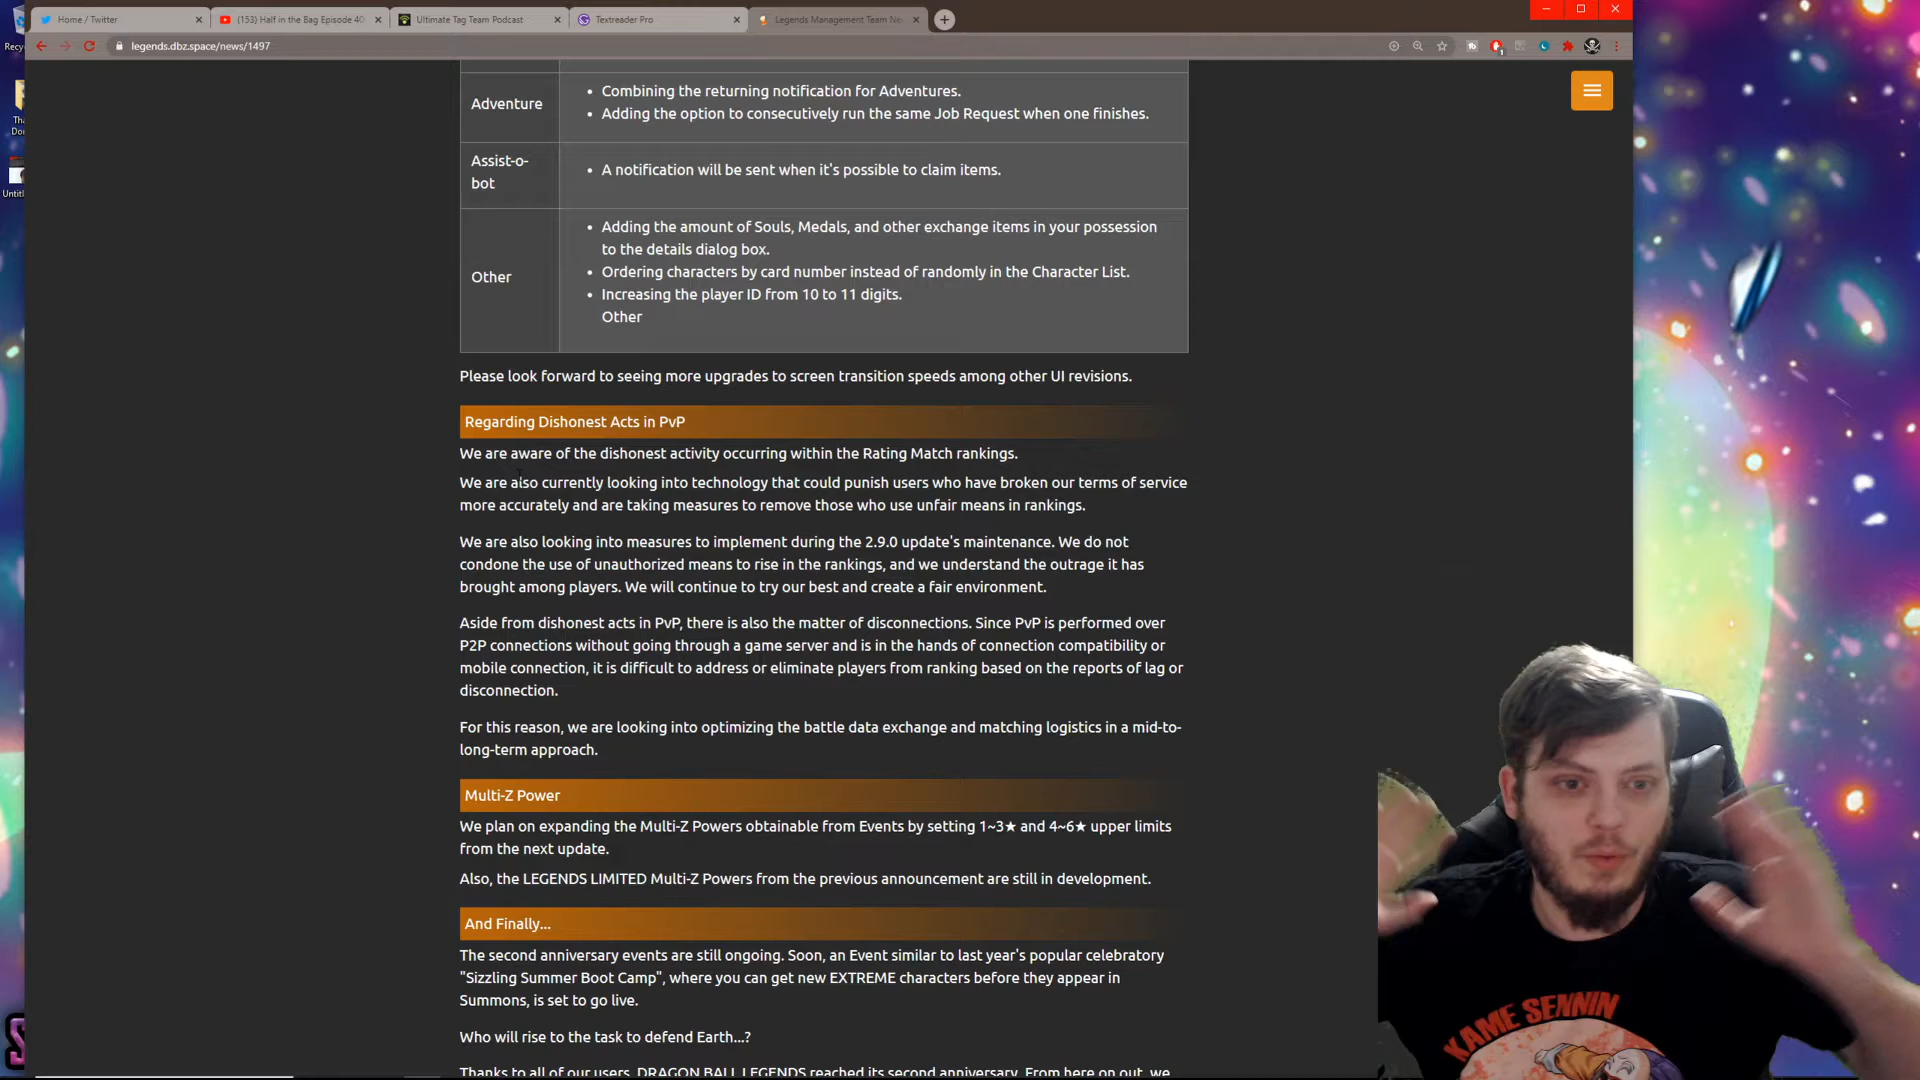 Home / Twitter
(153) Half in the Bag Episode 40
Ultimate Tag Team Podcast
Textreader Pro
Legends Management Team Ne
legends.dbz.space/news/1497
Adventure
• Combining the returning notification for Adventures.
• Adding the option to consecutively run the same Job Request when one finishes.
Assist-o-
bot
• A notification will be sent when it's possible to claim items.
Other
• Adding the amount of Souls, Medals, and other exchange items in your possession
to the details dialog box.
• Ordering characters by card number instead of randomly in the Character List.
• Increasing the player ID from 10 to 11 digits.
Other
Please look forward to seeing more upgrades to screen transition speeds among other UI revisions.
Regarding Dishonest Acts in PvP
We are aware of the dishonest activity occurring within the Rating Match rankings.
We are also currently looking into technology that could punish users who have broken our terms of service
more accurately and are taking measures to remove those who use unfair means in rankings.
We are also looking into measures to implement during the 2.9.0 update's maintenance. We do not
condone the use of unauthorized means to rise in the rankings, and we understand the outrage it has
brought among players. We will continue to try our best and create a fair environment.
Aside from dishonest acts in PvP, there is also the matter of disconnections. Since PvP is performed over
P2P connections without going through a game server and is in the hands of connection compatibility or
mobile connection, it is difficult to address or eliminate players from ranking based on the reports of lag or
disconnection.
For this reason, we are looking into optimizing the battle data exchange and matching logistics in a mid-to-
long-term approach.
Multi-Z Power
We plan on expanding the Multi-Z Powers obtainable from Events by setting 1~3★ and 4~6★ upper limits
from the next update.
Also, the LEGENDS LIMITED Multi-Z Powers from the previous announcement are still in development.
And Finally...
The second anniversary events are still ongoing. Soon, an Event similar to last year's popular celebratory
"Sizzling Summer Boot Camp", where you can get new EXTREME characters before they appear in
Summons, is set to go live.
Who will rise to the task to defend Earth...?
Thanks to all of our users, DRAGON BALL LEGENDS reached its second anniversary. From here on out, we
KAME SENNIN